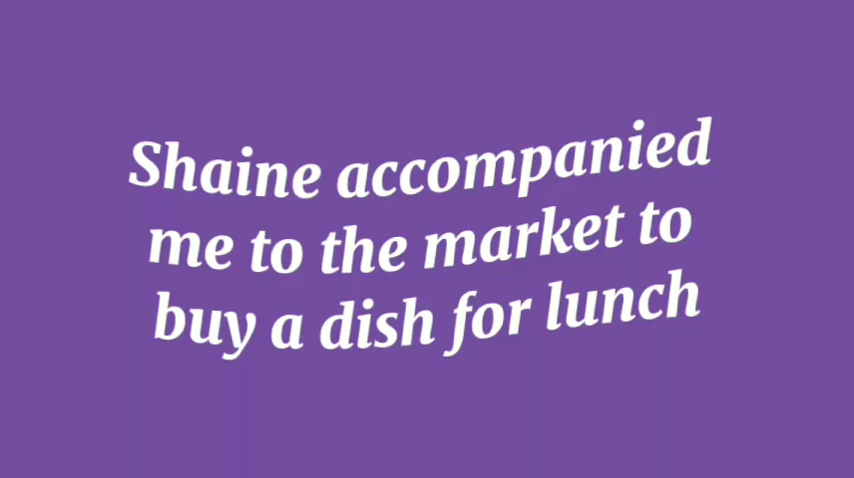 Shaine accompanied
me to the market to
buy a dish for lunch